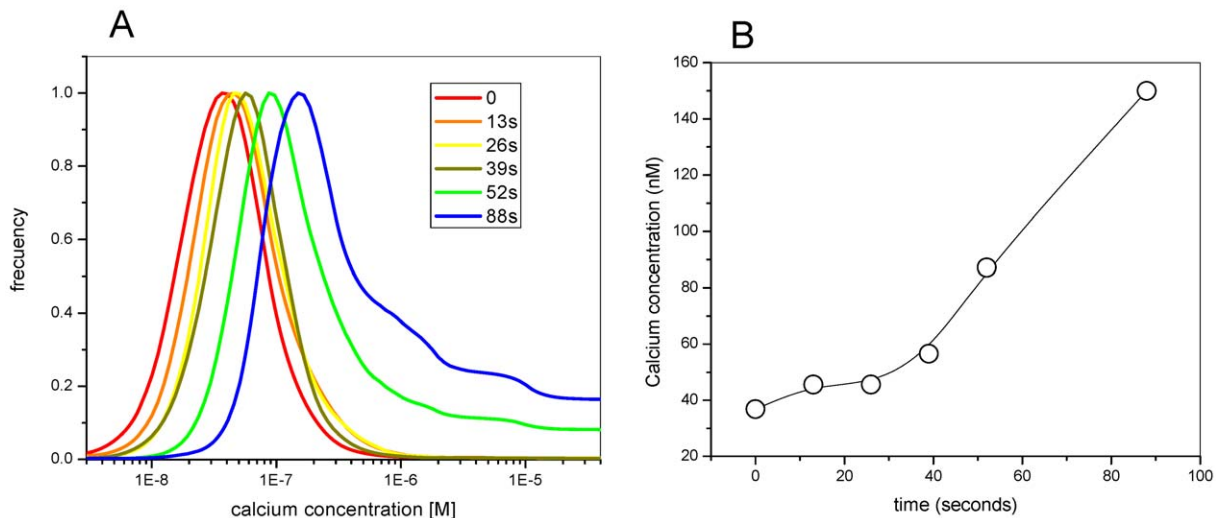 A
frecuency
1.0
0.8
0.6
0.4
0.2
0.0
0
13s
26s
39s
52s
88s
1E-8 1E-7 1E-6 1E-5
calcium concentration [M]
B
Calcium concentration (nM)
160
140
120
100
80
60
40
20
0 20 40 60 80 100
time (seconds)